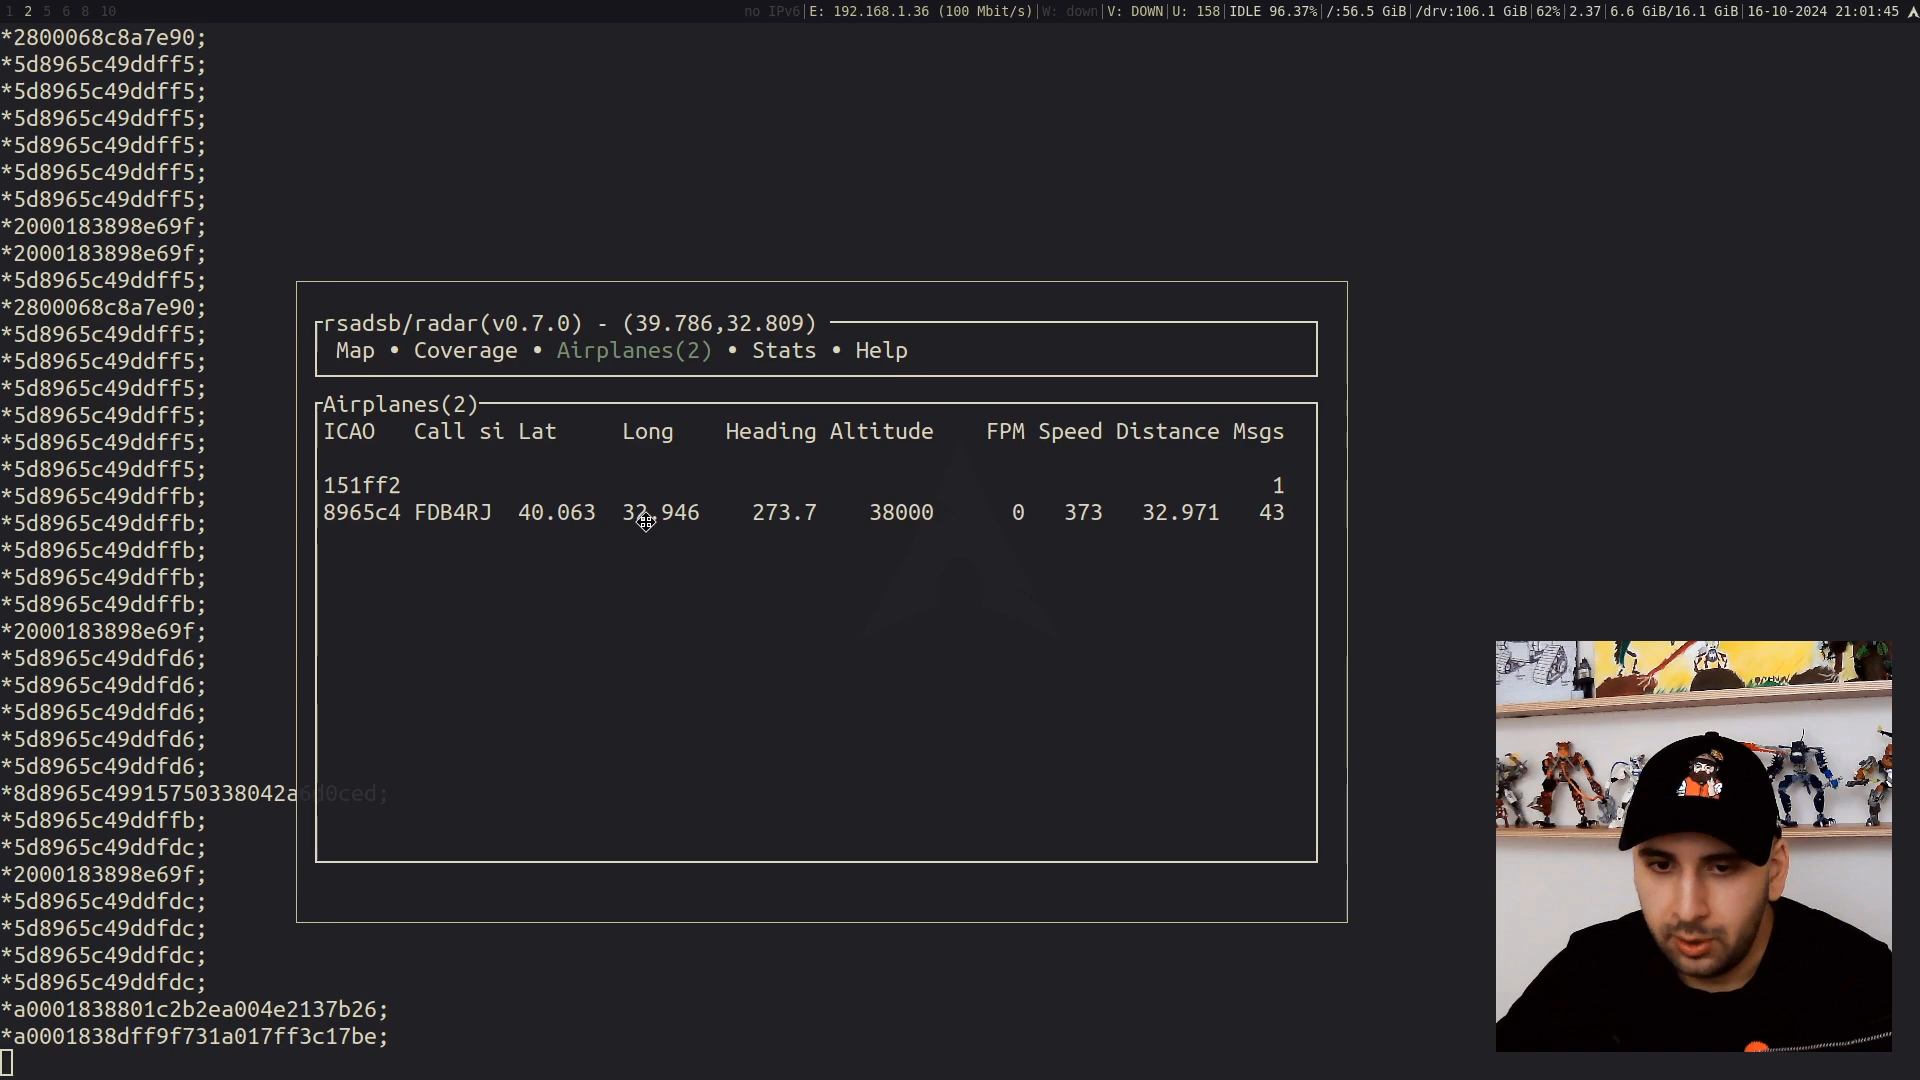 1 2 5 6 8 10 no IPv6|E: 192.168.1.36 (100 Mbit/s)|W: down|V: DOWN|U: 158|IDLE 96.37%|/:56.5 GiB|/drv:106.1 GiB|62%|2.37|6.6 GiB/16.1 GiB|16-10-2024 21:01:45
*2800068c8a7e90;
*5d8965c49ddff5;
*5d8965c49ddff5;
*5d8965c49ddff5;
*5d8965c49ddff5;
*5d8965c49ddff5;
*5d8965c49ddff5;
*2000183898e69f;
*2000183898e69f;
*5d8965c49ddff5;
*2800068c8a7e90;
*5d8965c49ddff5;
*5d8965c49ddff5;
*5d8965c49ddff5;
*5d8965c49ddff5;
*5d8965c49ddff5;
*5d8965c49ddff5;
*5d8965c49ddffb;
*5d8965c49ddffb;
*5d8965c49ddffb;
*5d8965c49ddffb;
*5d8965c49ddffb;
*2000183898e69f;
*5d8965c49ddfd6;
*5d8965c49ddfd6;
*5d8965c49ddfd6;
*5d8965c49ddfd6;
*5d8965c49ddfd6;
*8d8965c49915750338042a6d0ced;
*5d8965c49ddffb;
*5d8965c49ddfdc;
*2000183898e69f;
*5d8965c49ddfdc;
*5d8965c49ddfdc;
*5d8965c49ddfdc;
*5d8965c49ddfdc;
*a0001838801c2b2ea004e2137b26;
*a0001838dff9f731a017ff3c17be;
rsadsb/radar(v0.7.0) - (39.786,32.809)
Map • Coverage • Airplanes(2) • Stats • Help
Airplanes(2)
ICAO Call si Lat Long Heading Altitude FPM Speed Distance Msgs
151ff2 1
8965c4 FDB4RJ 40.063 32.946 273.7 38000 0 373 32.971 43